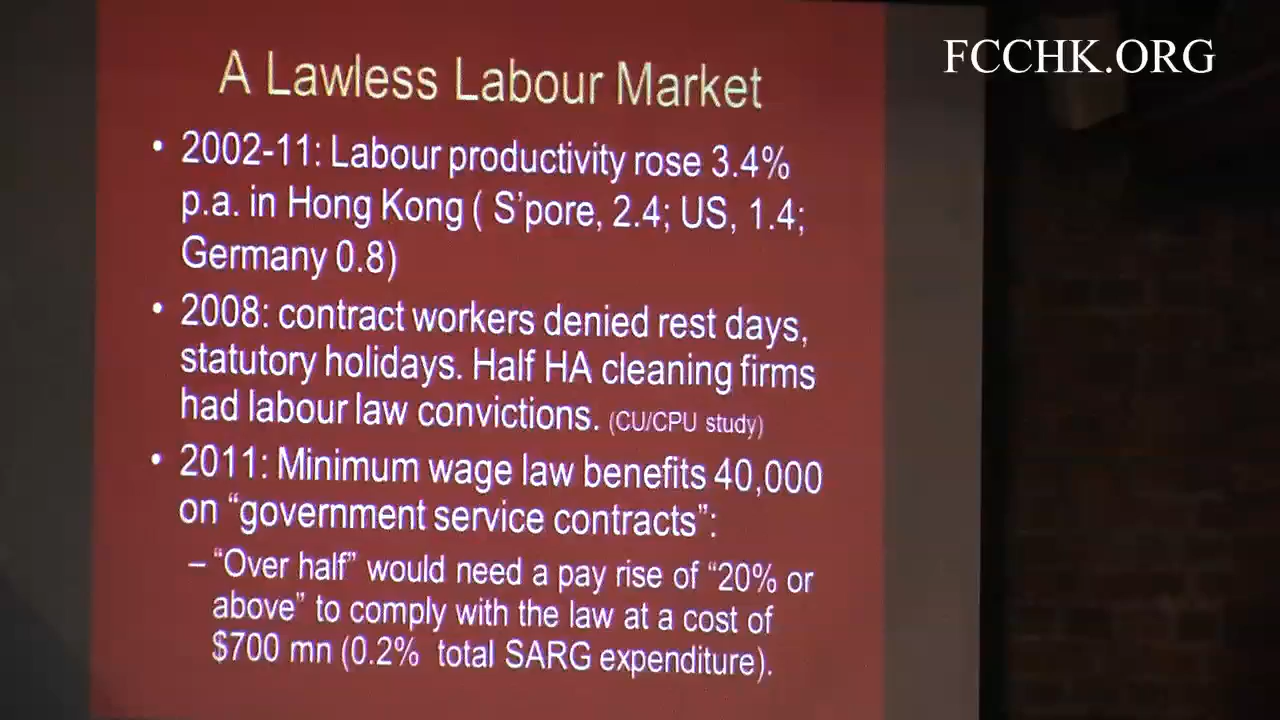 FCCHK.ORG
A Lawless Labour Market
• 2002-11: Labour productivity rose 3.4%
p.a. in Hong Kong ( S'pore, 2.4; US, 1.4;
Germany 0.8)
• 2008: contract workers denied rest days,
statutory holidays. Half HA cleaning firms
had labour law convictions. (CU/CPU study)
• 2011: Minimum wage law benefits 40,000
on “government service contracts”:
– “Over half” would need a pay rise of “20% or
above” to comply with the law at a cost of
$700 mn (0.2% total SARG expenditure).